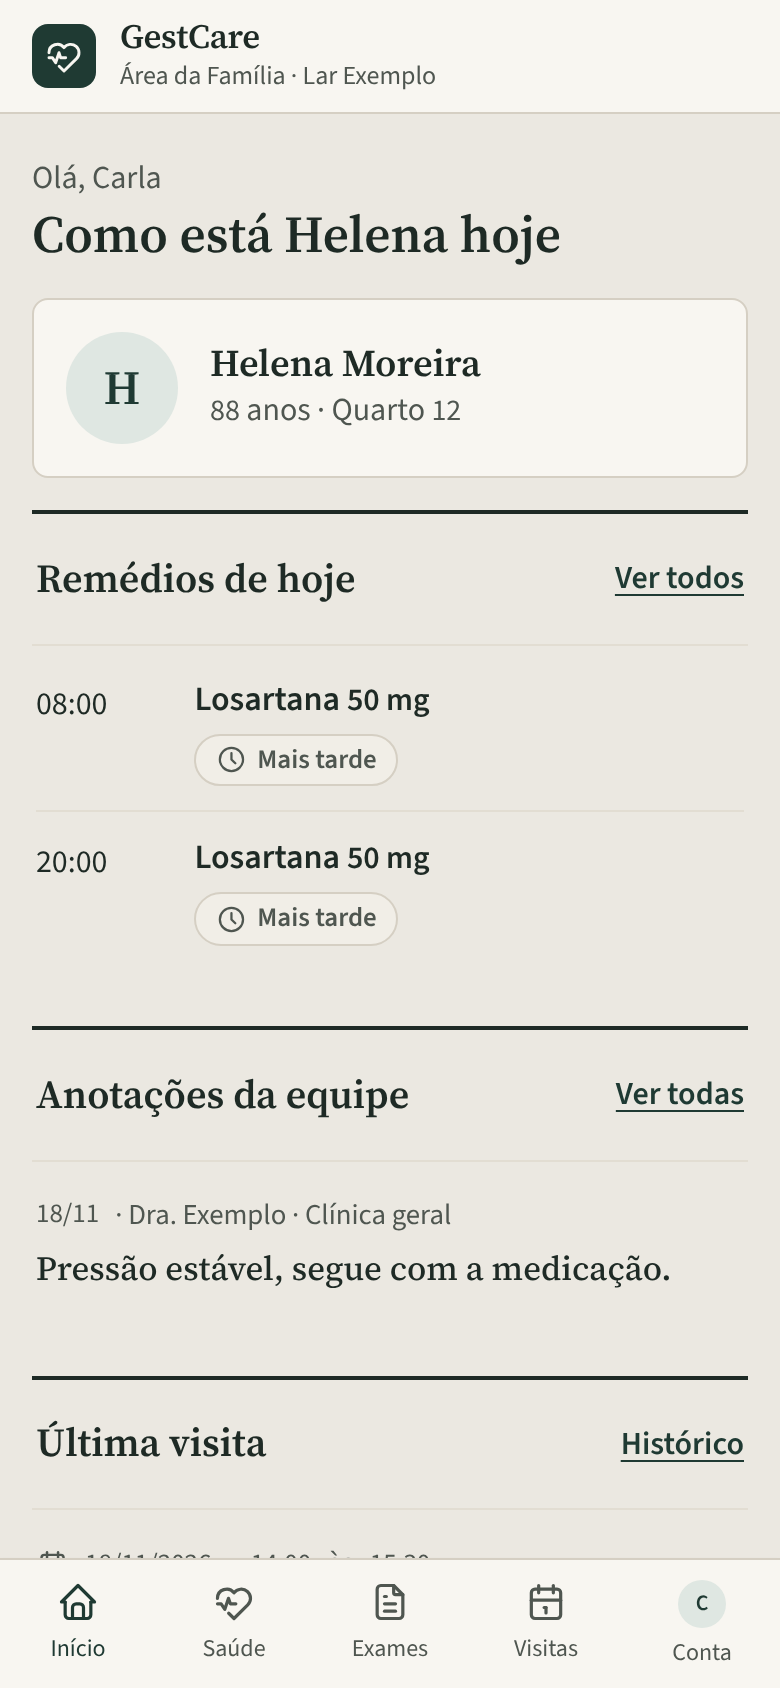 GestCare
Área da Família · Lar Exemplo
Olá, Carla
Como está Helena hoje
H
Helena Moreira
88 anos · Quarto 12
Remédios de hoje
Ver todos
08:00
Losartana 50 mg
Mais tarde
20:00
Losartana 50 mg
Mais tarde
Anotações da equipe
Ver todas
18/11 · Dra. Exemplo · Clínica geral
Pressão estável, segue com a medicação.
Última visita
Histórico
Início
Saúde
Exames
Visitas
C
Conta